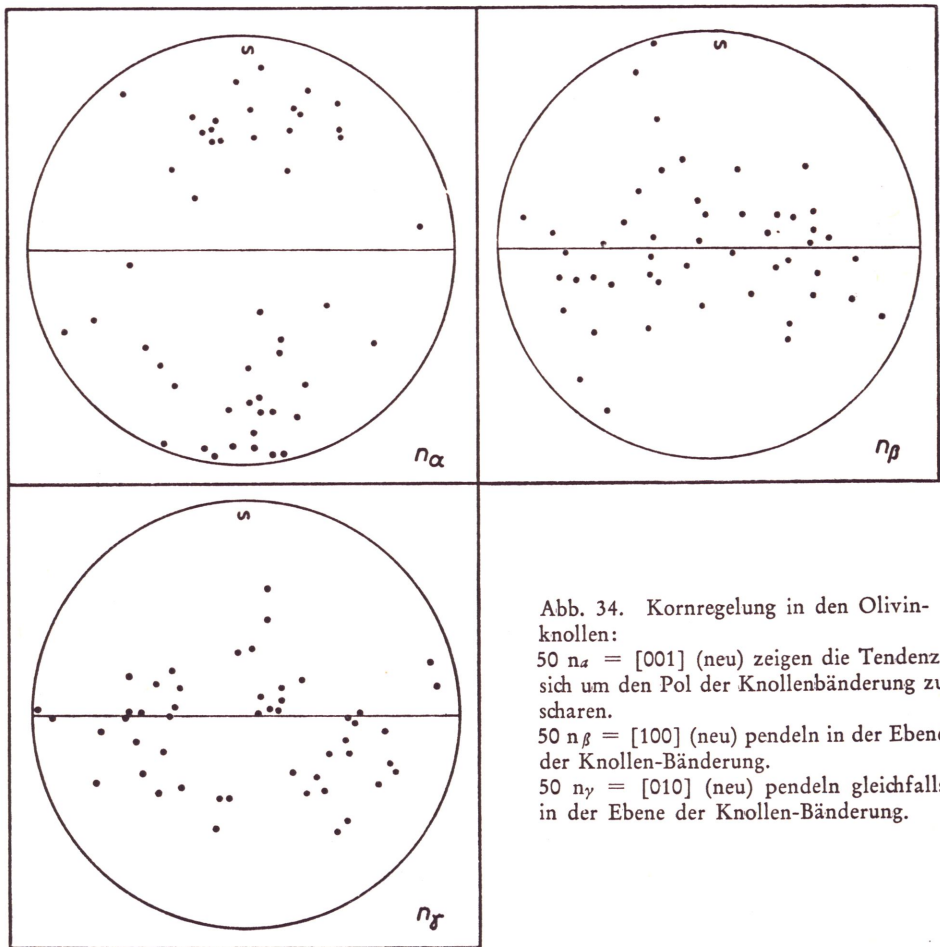 s
s
nα
nβ
s
nγ
Abb. 34. Kornregelung in den Olivin-
knollen:
50 nα = [001] (neu) zeigen die Tendenz
sich um den Pol der Knollenbänderung zu
scharen.
50 nβ = [100] (neu) pendeln in der Ebene
der Knollen-Bänderung.
50 nγ = [010] (neu) pendeln gleichfalls
in der Ebene der Knollen-Bänderung.